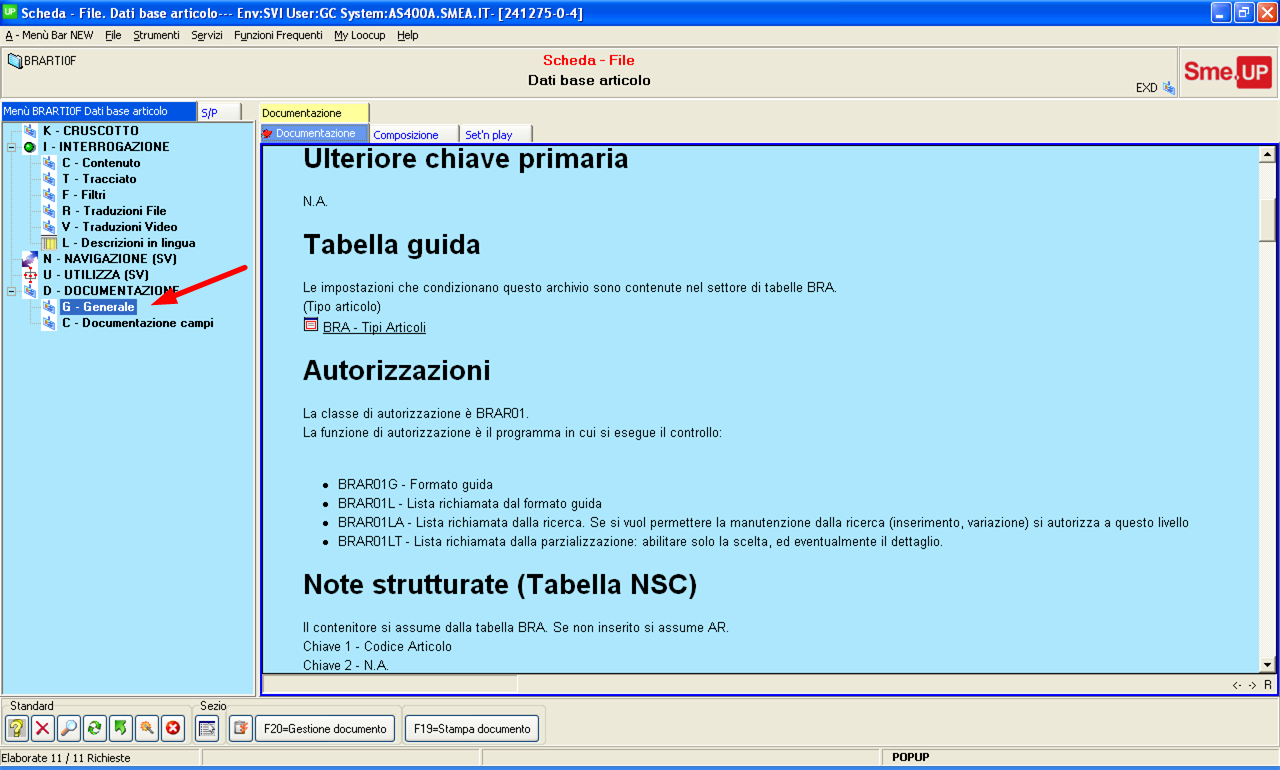 UP Scheda - File. Dati base articolo--- Env:SVI User:GC System:AS400A.SMEA.IT- [241275-0-4]
A - Menù Bar NEW File Strumenti Servizi Funzioni Frequenti My Loocup Help
BRARTI0F
Scheda - File
Dati base articolo
EXD
Sme.UP
Menù BRARTI0F Dati base articolo S/P
K - CRUSCOTTO
I - INTERROGAZIONE
C - Contenuto
T - Tracciato
F - Filtri
R - Traduzioni File
V - Traduzioni Video
L - Descrizioni in lingua
N - NAVIGAZIONE (SV)
U - UTILIZZA (SV)
D - DOCUMENTAZIONE
G - Generale
C - Documentazione campi
Documentazione
Documentazione Composizione Set'n play
Ulteriore chiave primaria
N.A.
Tabella guida
Le impostazioni che condizionano questo archivio sono contenute nel settore di tabelle BRA.
(Tipo articolo)
BRA - Tipi Articoli
Autorizzazioni
La classe di autorizzazione è BRAR01.
La funzione di autorizzazione è il programma in cui si esegue il controllo:
• BRAR01G - Formato guida
• BRAR01L - Lista richiamata dal formato guida
• BRAR01LA - Lista richiamata dalla ricerca. Se si vuol permettere la manutenzione dalla ricerca (inserimento, variazione) si autorizza a questo livello
• BRAR01LT - Lista richiamata dalla parzializzazione: abilitare solo la scelta, ed eventualmente il dettaglio.
Note strutturate (Tabella NSC)
Il contenitore si assume dalla tabella BRA. Se non inserito si assume AR.
Chiave 1 - Codice Articolo
Chiave 2 - N.A.
<- -> R
Standard Sezio
F20=Gestione documento F19=Stampa documento
Elaborate 11 / 11 Richieste POPUP